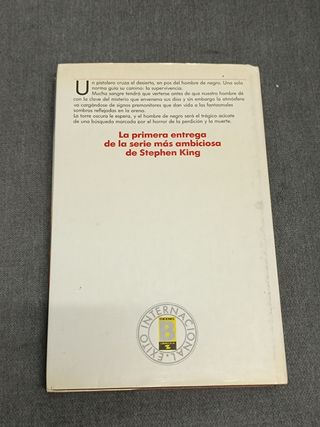 Un pistolero cruza el desierto, en pos del hombre de negro. Una sola
norma guía su camino: la supervivencia.
Mucha sangre tendrá que verterse antes de que nuestro hombre dé
con la clave del misterio que envenena sus días y sin embargo la atmósfera
va cargándose de signos premonitores que dan vida a las fantasmales
sombras reflejadas en la arena.
La torre oscura le espera, y el hombre de negro será el trágico acicate
de una búsqueda marcada por el horror de la perdición y la muerte.
La primera entrega
de la serie más ambiciosa
de Stephen King
EXITO INTERNACIONAL
EDICIONES
B